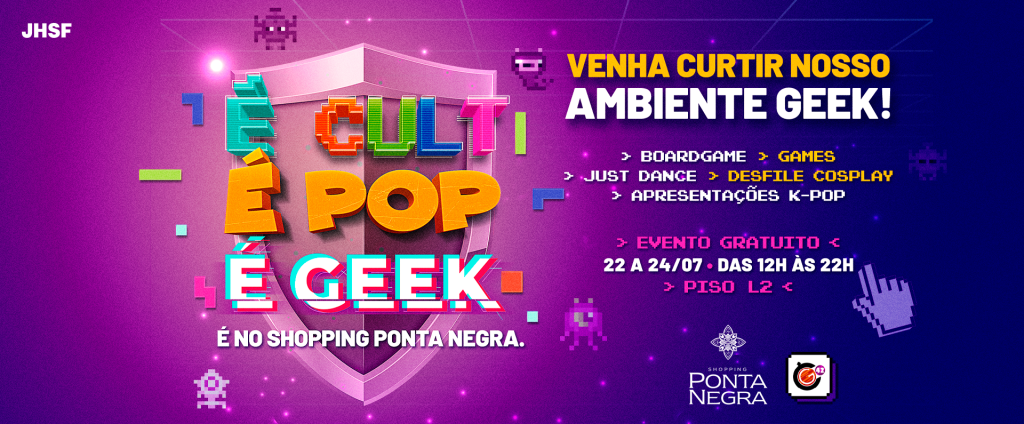 JHSF
É CULT
É POP
É GEEK
É NO SHOPPING PONTA NEGRA.
VENHA CURTIR NOSSO
AMBIENTE GEEK!
> BOARDGAME > GAMES
> JUST DANCE > DESFILE COSPLAY
> APRESENTAÇÕES K-POP
> EVENTO GRATUITO <
22 A 24/07 • DAS 12H ÀS 22H
> PISO L2 <
SHOPPING
PONTA
NEGRA